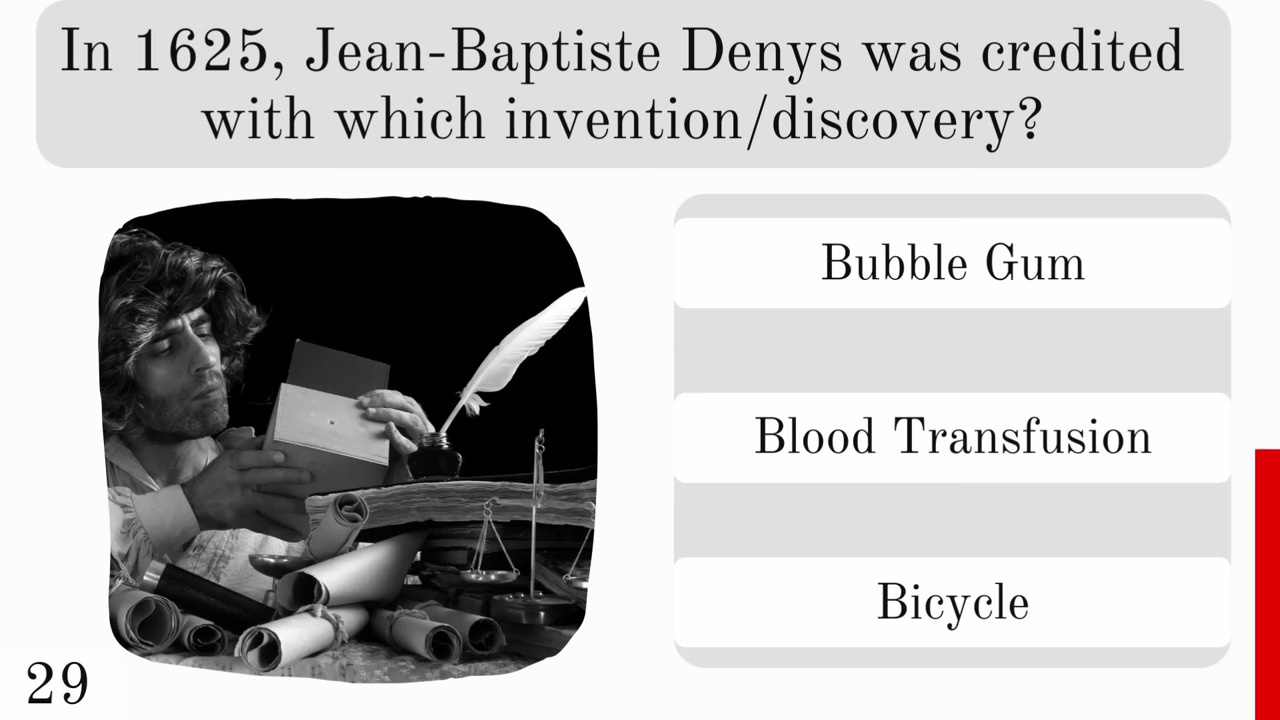 In 1625, Jean-Baptiste Denys was credited
with which invention/discovery?
Bubble Gum
Blood Transfusion
Bicycle
29